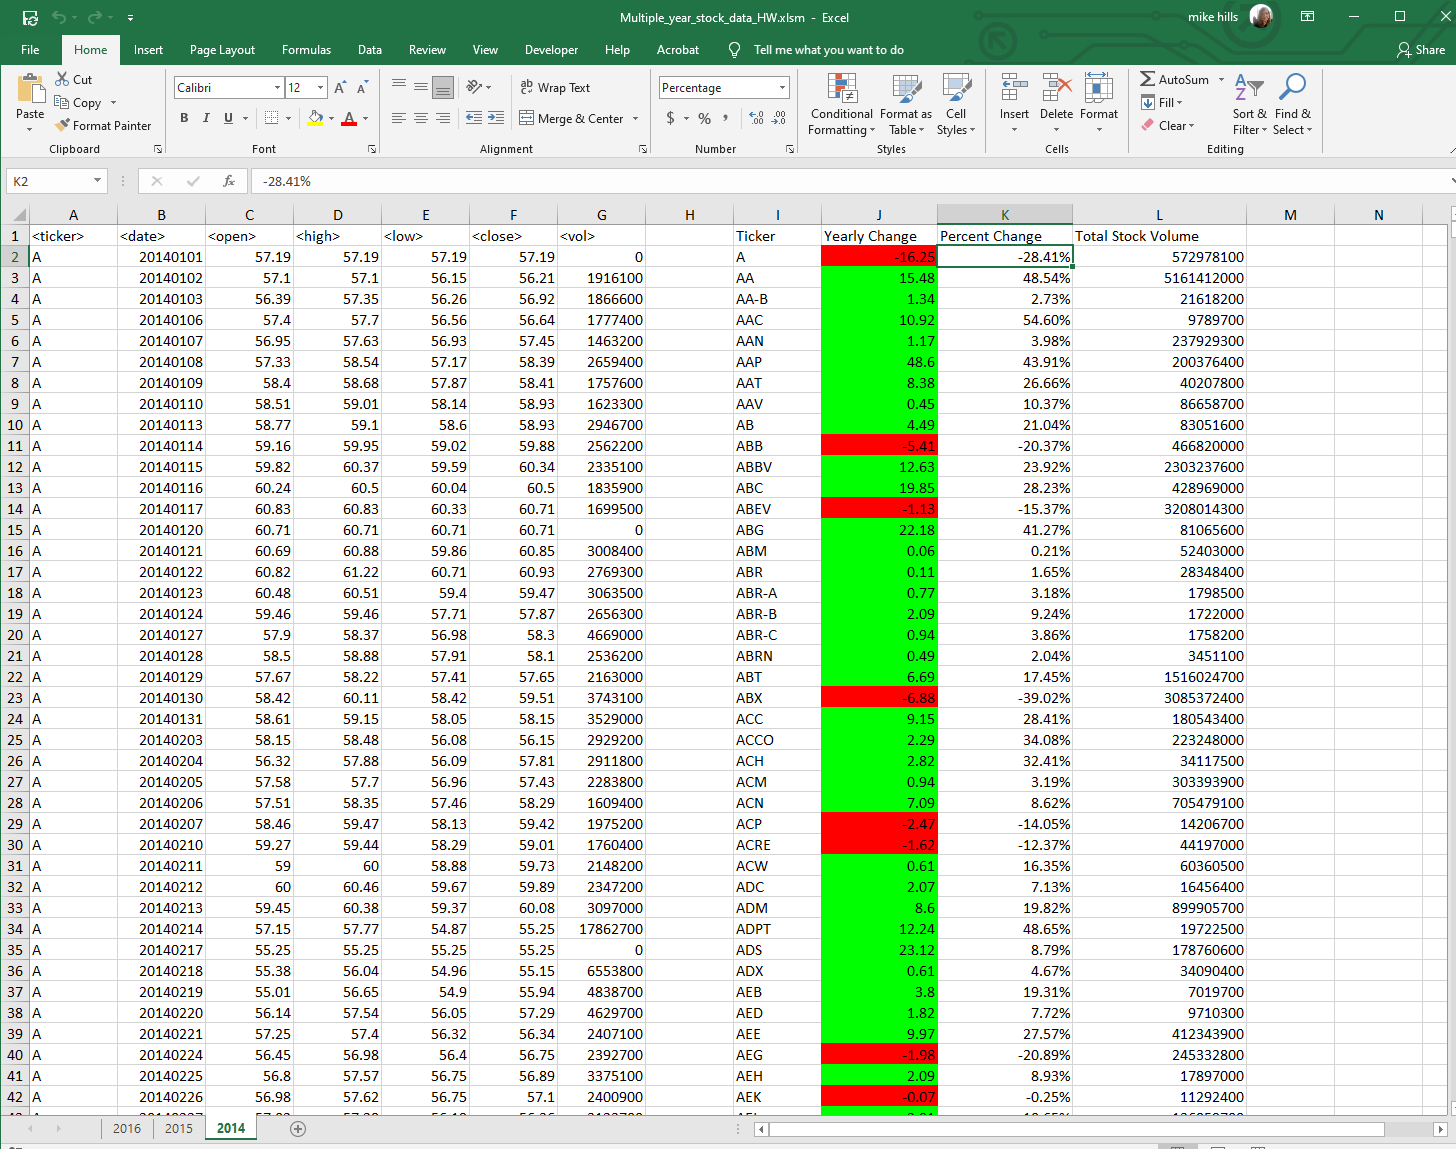 Multiple_year_stock_data_HW.xlsm - Excel
mike hills
File Home Insert Page Layout Formulas Data Review View Developer Help Acrobat Tell me what you want to do Share
Paste Cut Copy Format Painter Clipboard
Calibri 12 B I U A Font
Wrap Text Merge & Center Alignment
Percentage $ % , Number
Conditional Formatting Format as Table Cell Styles Styles
Insert Delete Format Cells
AutoSum Fill Clear Sort & Filter Find & Select Editing
K2 fx -28.41%
A B C D E F G H I J K L M N
1 <ticker> <date> <open> <high> <low> <close> <vol> Ticker Yearly Change Percent Change Total Stock Volume
2 A 20140101 57.19 57.19 57.19 57.19 0 A -16.25 -28.41% 572978100
3 A 20140102 57.1 57.1 56.15 56.21 1916100 AA 15.48 48.54% 5161412000
4 A 20140103 56.39 57.35 56.26 56.92 1866600 AA-B 1.34 2.73% 21618200
5 A 20140106 57.4 57.7 56.56 56.64 1777400 AAC 10.92 54.60% 9789700
6 A 20140107 56.95 57.63 56.93 57.45 1463200 AAN 1.17 3.98% 237929300
7 A 20140108 57.33 58.54 57.17 58.39 2659400 AAP 48.6 43.91% 200376400
8 A 20140109 58.4 58.68 57.87 58.41 1757600 AAT 8.38 26.66% 40207800
9 A 20140110 58.51 59.01 58.14 58.93 1623300 AAV 0.45 10.37% 86658700
10 A 20140113 58.77 59.1 58.6 58.93 2946700 AB 4.49 21.04% 83051600
11 A 20140114 59.16 59.95 59.02 59.88 2562200 ABB -5.41 -20.37% 466820000
12 A 20140115 59.82 60.37 59.59 60.34 2335100 ABBV 12.63 23.92% 2303237600
13 A 20140116 60.24 60.5 60.04 60.5 1835900 ABC 19.85 28.23% 428969000
14 A 20140117 60.83 60.83 60.33 60.71 1699500 ABEV -1.13 -15.37% 3208014300
15 A 20140120 60.71 60.71 60.71 60.71 0 ABG 22.18 41.27% 81065600
16 A 20140121 60.69 60.88 59.86 60.85 3008400 ABM 0.06 0.21% 52403000
17 A 20140122 60.82 61.22 60.71 60.93 2769300 ABR 0.11 1.65% 28348400
18 A 20140123 60.48 60.51 59.4 59.47 3063500 ABR-A 0.77 3.18% 1798500
19 A 20140124 59.46 59.46 57.71 57.87 2656300 ABR-B 2.09 9.24% 1722000
20 A 20140127 57.9 58.37 56.98 58.3 4669000 ABR-C 0.94 3.86% 1758200
21 A 20140128 58.5 58.88 57.91 58.1 2536200 ABRN 0.49 2.04% 3451100
22 A 20140129 57.67 58.22 57.41 57.65 2163000 ABT 6.69 17.45% 1516024700
23 A 20140130 58.42 60.11 58.42 59.51 3743100 ABX -6.88 -39.02% 3085372400
24 A 20140131 58.61 59.15 58.05 58.15 3529000 ACC 9.15 28.41% 180543400
25 A 20140203 58.15 58.48 56.08 56.15 2929200 ACCO 2.29 34.08% 223248000
26 A 20140204 56.32 57.88 56.09 57.81 2911800 ACH 2.82 32.41% 34117500
27 A 20140205 57.58 57.7 56.96 57.43 2283800 ACM 0.94 3.19% 303393900
28 A 20140206 57.51 58.35 57.46 58.29 1609400 ACN 7.09 8.62% 705479100
29 A 20140207 58.46 59.47 58.13 59.42 1975200 ACP -2.47 -14.05% 14206700
30 A 20140210 59.27 59.44 58.29 59.01 1760400 ACRE -1.62 -12.37% 44197000
31 A 20140211 59 60 58.88 59.73 2148200 ACW 0.61 16.35% 60360500
32 A 20140212 60 60.46 59.67 59.89 2347200 ADC 2.07 7.13% 16456400
33 A 20140213 59.45 60.38 59.37 60.08 3097000 ADM 8.6 19.82% 899905700
34 A 20140214 57.15 57.77 54.87 55.25 17862700 ADPT 12.24 48.65% 19722500
35 A 20140217 55.25 55.25 55.25 55.25 0 ADS 23.12 8.79% 178760600
36 A 20140218 55.38 56.04 54.96 55.15 6553800 ADX 0.61 4.67% 34090400
37 A 20140219 55.01 56.65 54.9 55.94 4838700 AEB 3.8 19.31% 7019700
38 A 20140220 56.14 57.54 56.05 57.29 4629700 AED 1.82 7.72% 9710300
39 A 20140221 57.25 57.4 56.32 56.34 2407100 AEE 9.97 27.57% 412343900
40 A 20140224 56.45 56.98 56.4 56.75 2392700 AEG -1.98 -20.89% 245332800
41 A 20140225 56.8 57.57 56.75 56.89 3375100 AEH 2.09 8.93% 17897000
42 A 20140226 56.98 57.62 56.75 57.1 2400900 AEK -0.07 -0.25% 11292400
2016 2015 2014